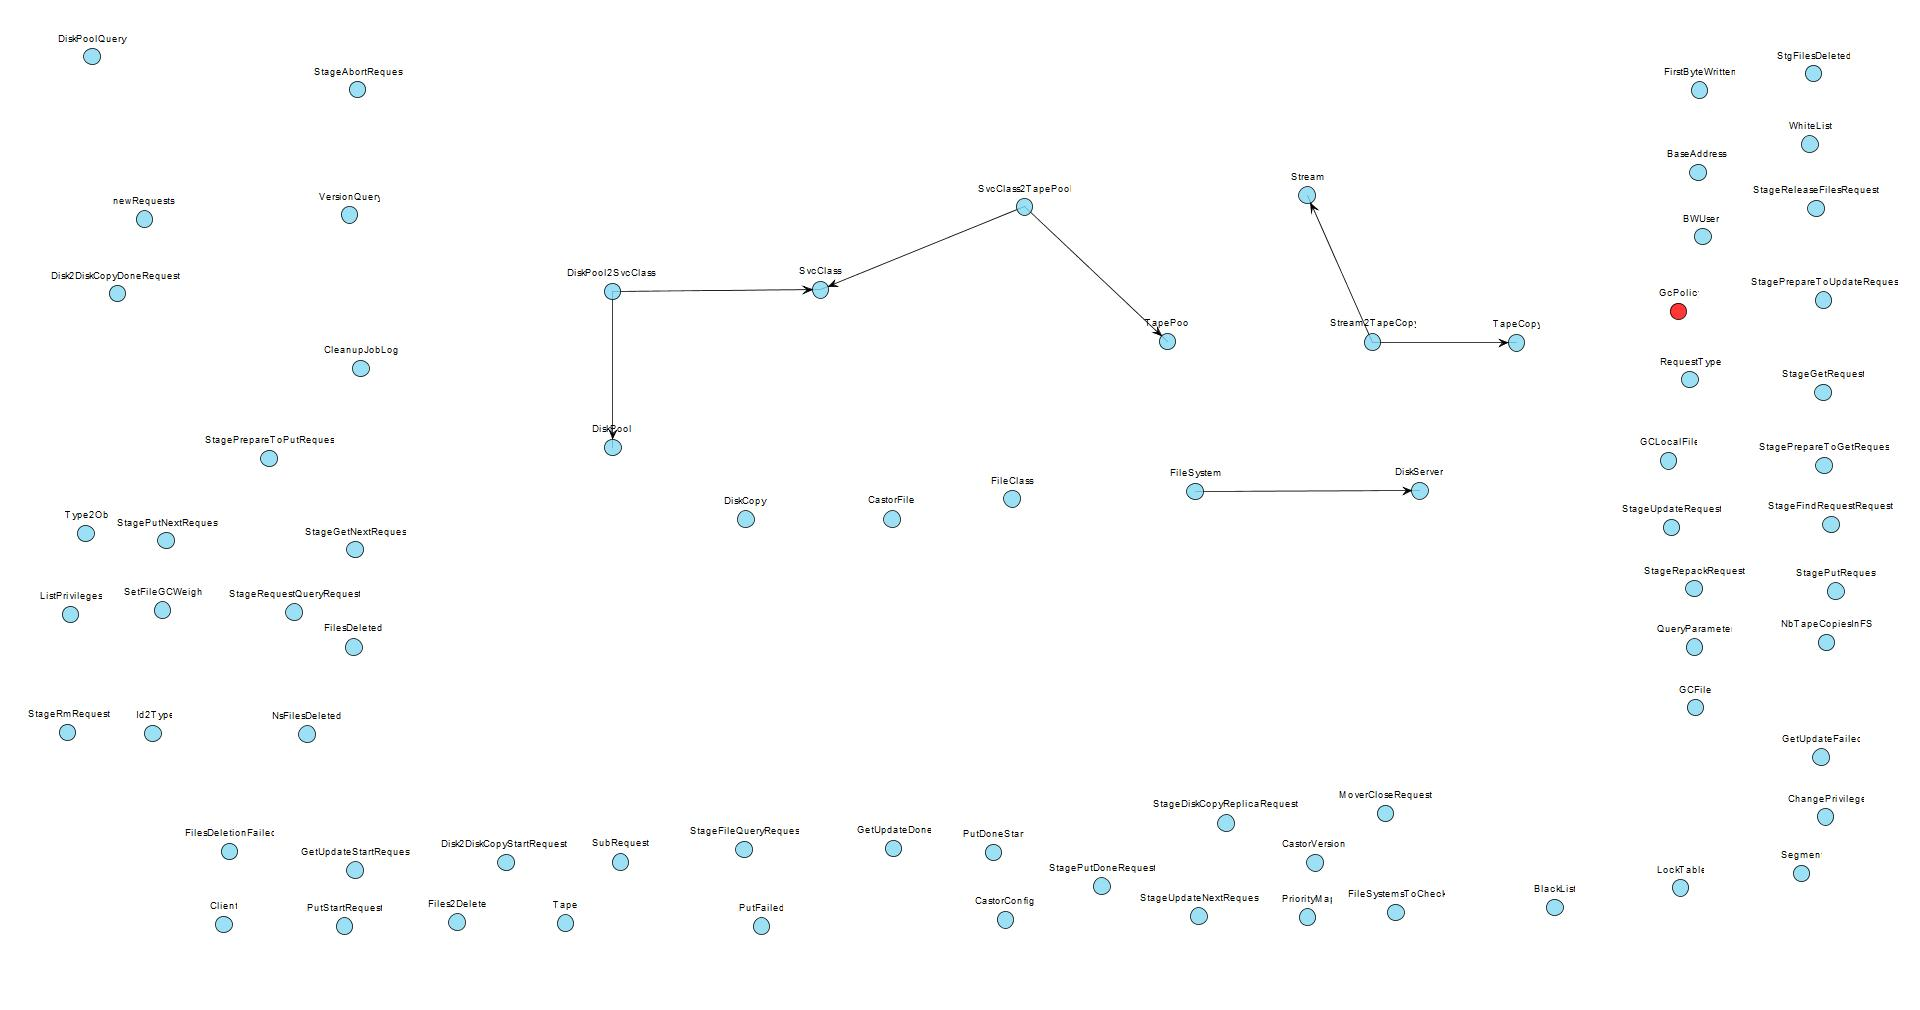 DiskPoolQuery
StageAbortReques
StgFilesDeleted
FirstByteWritten
WhiteList
BaseAddress
Stream
SvcClass2TapePool
StageReleaseFilesRequest
newRequests
VersionQuery
BWUser
DiskPool2SvcClass
SvcClass
Disk2DiskCopyDoneRequest
StagePrepareToUpdateReques
GcPolic
TapePoo
Stream2TapeCopy
TapeCopy
CleanupJobLog
RequestType
StageGetRequest
DiskPool
StagePrepareToPutReques
GCLocalFile
StagePrepareToGetReques
FileSystem
DiskServer
FileClass
DiskCopy
CastorFile
StageUpdateRequest
StageFindRequestRequest
Type2Ob
StagePutNextReques
StageGetNextReques
StageRepackRequest
StagePutReques
ListPrivileges
SetFileGCWeigh
StageRequestQueryRequest
FilesDeleted
QueryParameter
NbTapeCopiesInFS
GCFile
StageRmRequest
Id2Type
NsFilesDeleted
GetUpdateFailed
MoverCloseRequest
StageDiskCopyReplicaRequest
ChangePrivilege
FilesDeletionFailed
GetUpdateStartReques
Disk2DiskCopyStartRequest
SubRequest
StageFileQueryReques
GetUpdateDone
PutDoneStar
CastorVersion
Segmen
StagePutDoneRequest
LockTable
Client
PutStartRequest
Files2Delete
Tape
PutFailed
CastorConfig
StageUpdateNextReques
PriorityMap
FileSystemsToCheck
BlackList